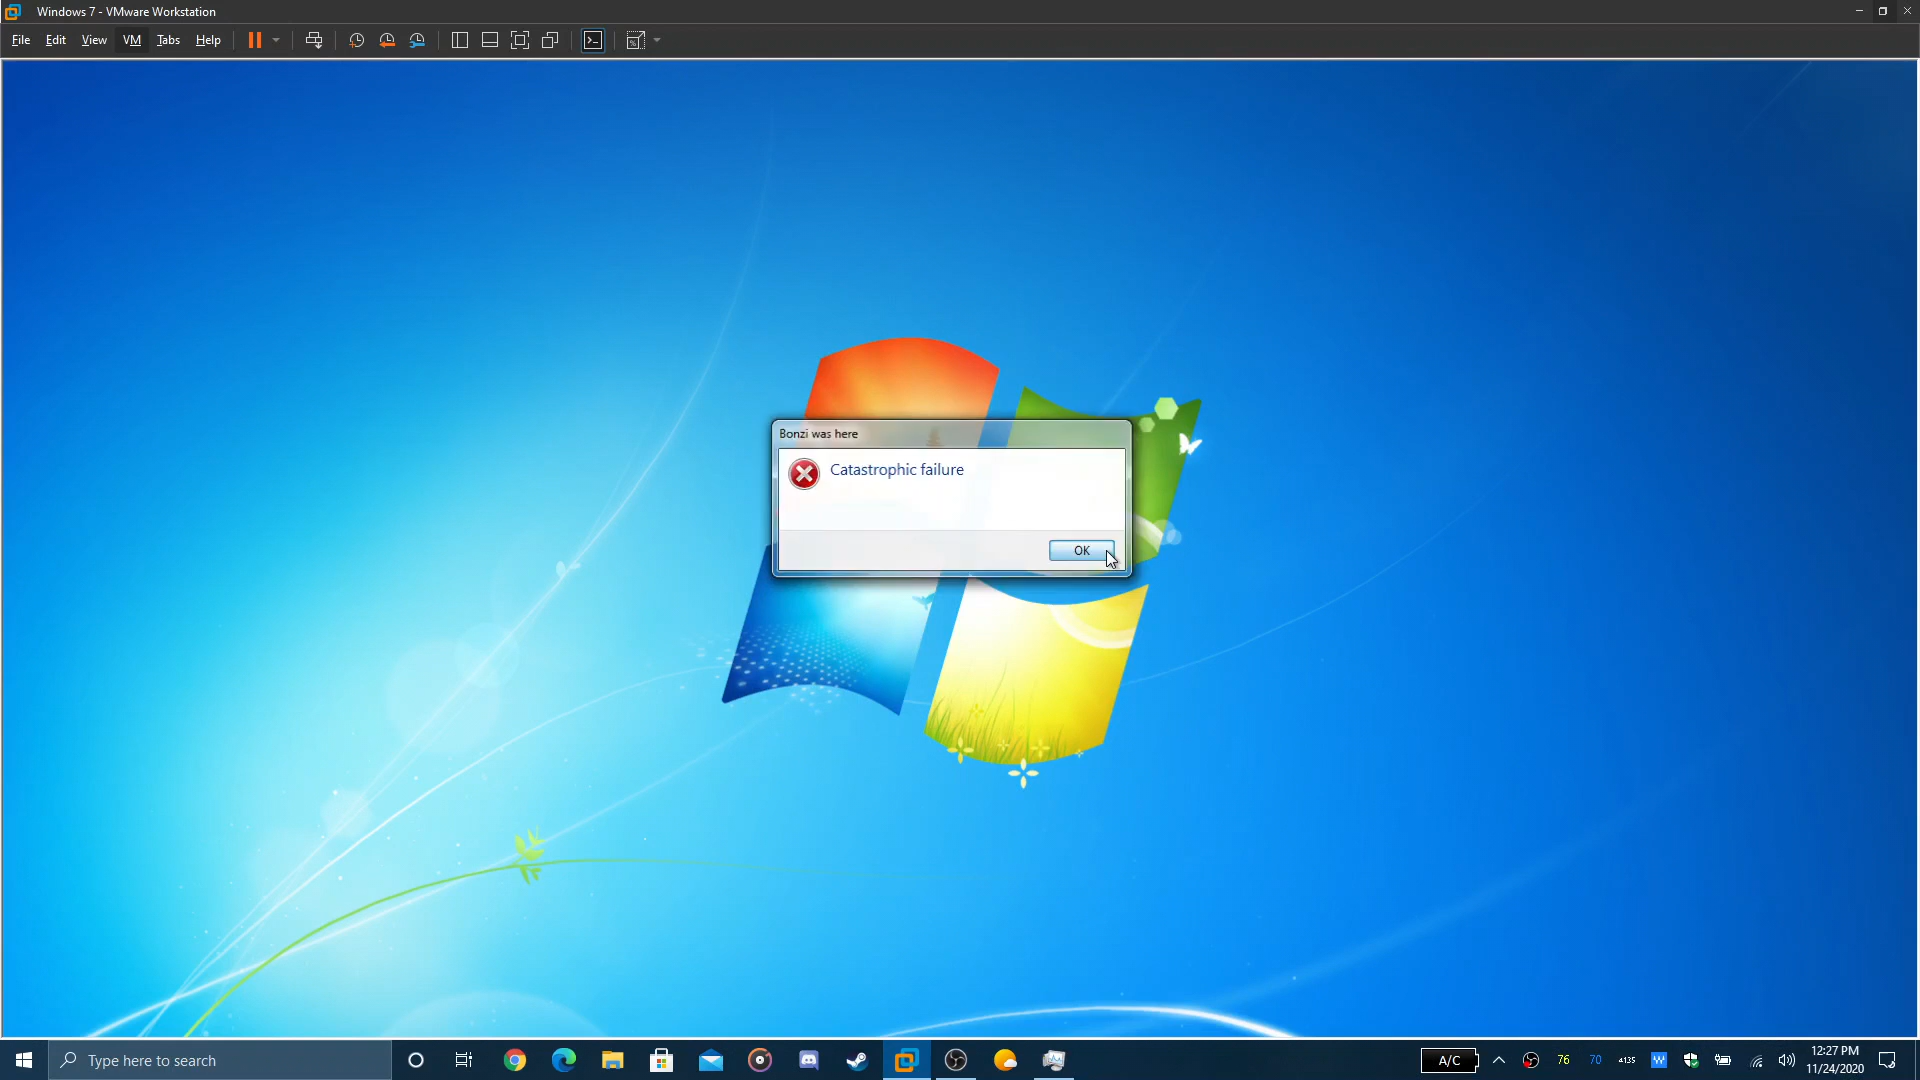 Windows 7 - VMware Workstation
File Edit View VM Tabs Help
Bonzi was here
Catastrophic failure
OK
Type here to search
A/C
76
70
4135
12:27 PM
11/24/2020